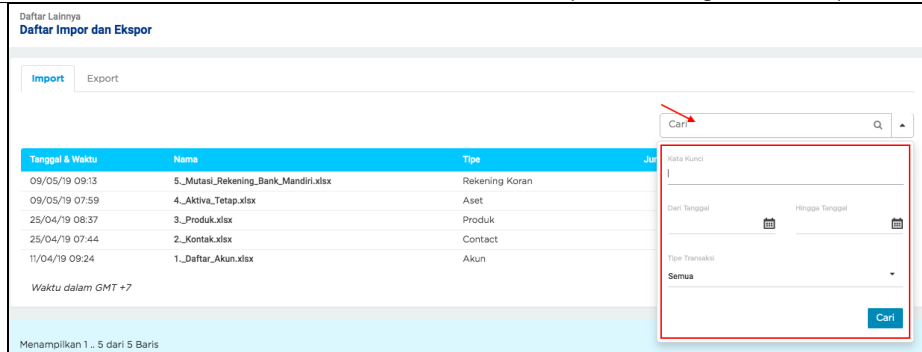 Daftar Lainnya
Daftar Impor dan Ekspor
Import Export
Cari
Tanggal & Waktu Nama Tipe Jur
09/05/19 09:13 5._Mutasi_Rekening_Bank_Mandiri.xlsx Rekening Koran
09/05/19 07:59 4._Aktiva_Tetap.xlsx Aset
25/04/19 08:37 3._Produk.xlsx Produk
25/04/19 07:44 2._Kontak.xlsx Contact
11/04/19 09:24 1._Daftar_Akun.xlsx Akun
Waktu dalam GMT +7
Kata Kunci
Dari Tanggal Hingga Tanggal
Tipe Transaksi
Semua
Cari
Menampilkan 1 .. 5 dari 5 Baris